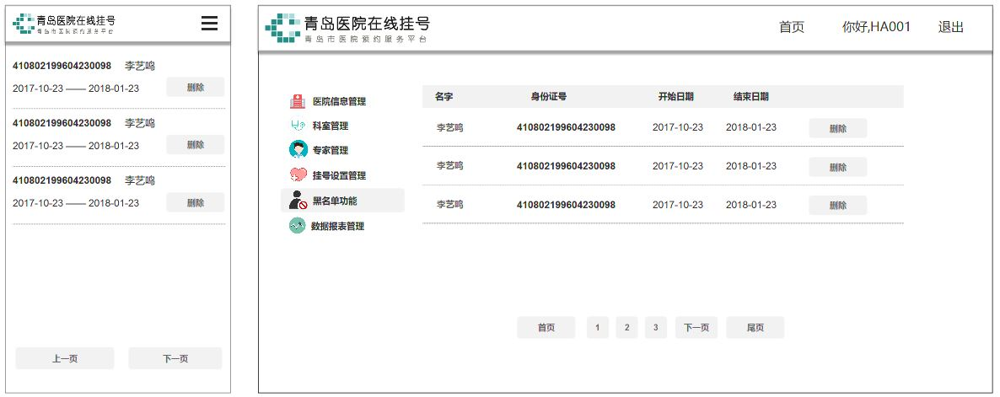 青岛医院在线挂号
青岛市医院预约服务平台
410802199604230098 李艺鸣
2017-10-23 —— 2018-01-23 删除
410802199604230098 李艺鸣
2017-10-23 —— 2018-01-23 删除
410802199604230098 李艺鸣
2017-10-23 —— 2018-01-23 删除
上一页 下一页
青岛医院在线挂号
青岛市医院预约服务平台
首页 你好,HA001 退出
医院信息管理
科室管理
专家管理
挂号设置管理
黑名单功能
数据报表管理
名字 身份证号 开始日期 结束日期
李艺鸣 410802199604230098 2017-10-23 2018-01-23 删除
李艺鸣 410802199604230098 2017-10-23 2018-01-23 删除
李艺鸣 410802199604230098 2017-10-23 2018-01-23 删除
首页 1 2 3 下一页 尾页